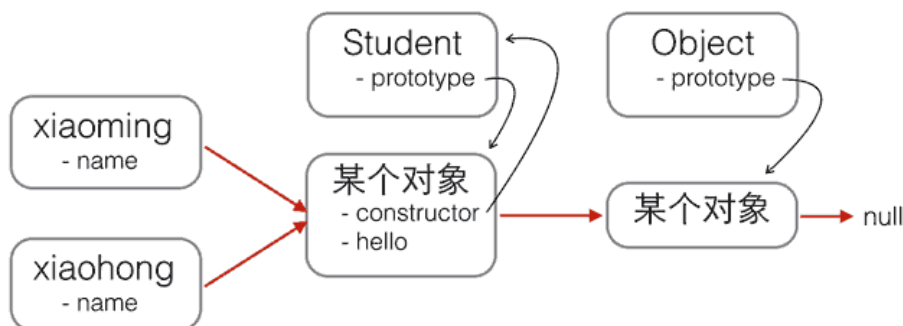 Student
- prototype
Object
- prototype
xiaoming
- name
某个对象
- constructor
- hello
某个对象
null
xiaohong
- name